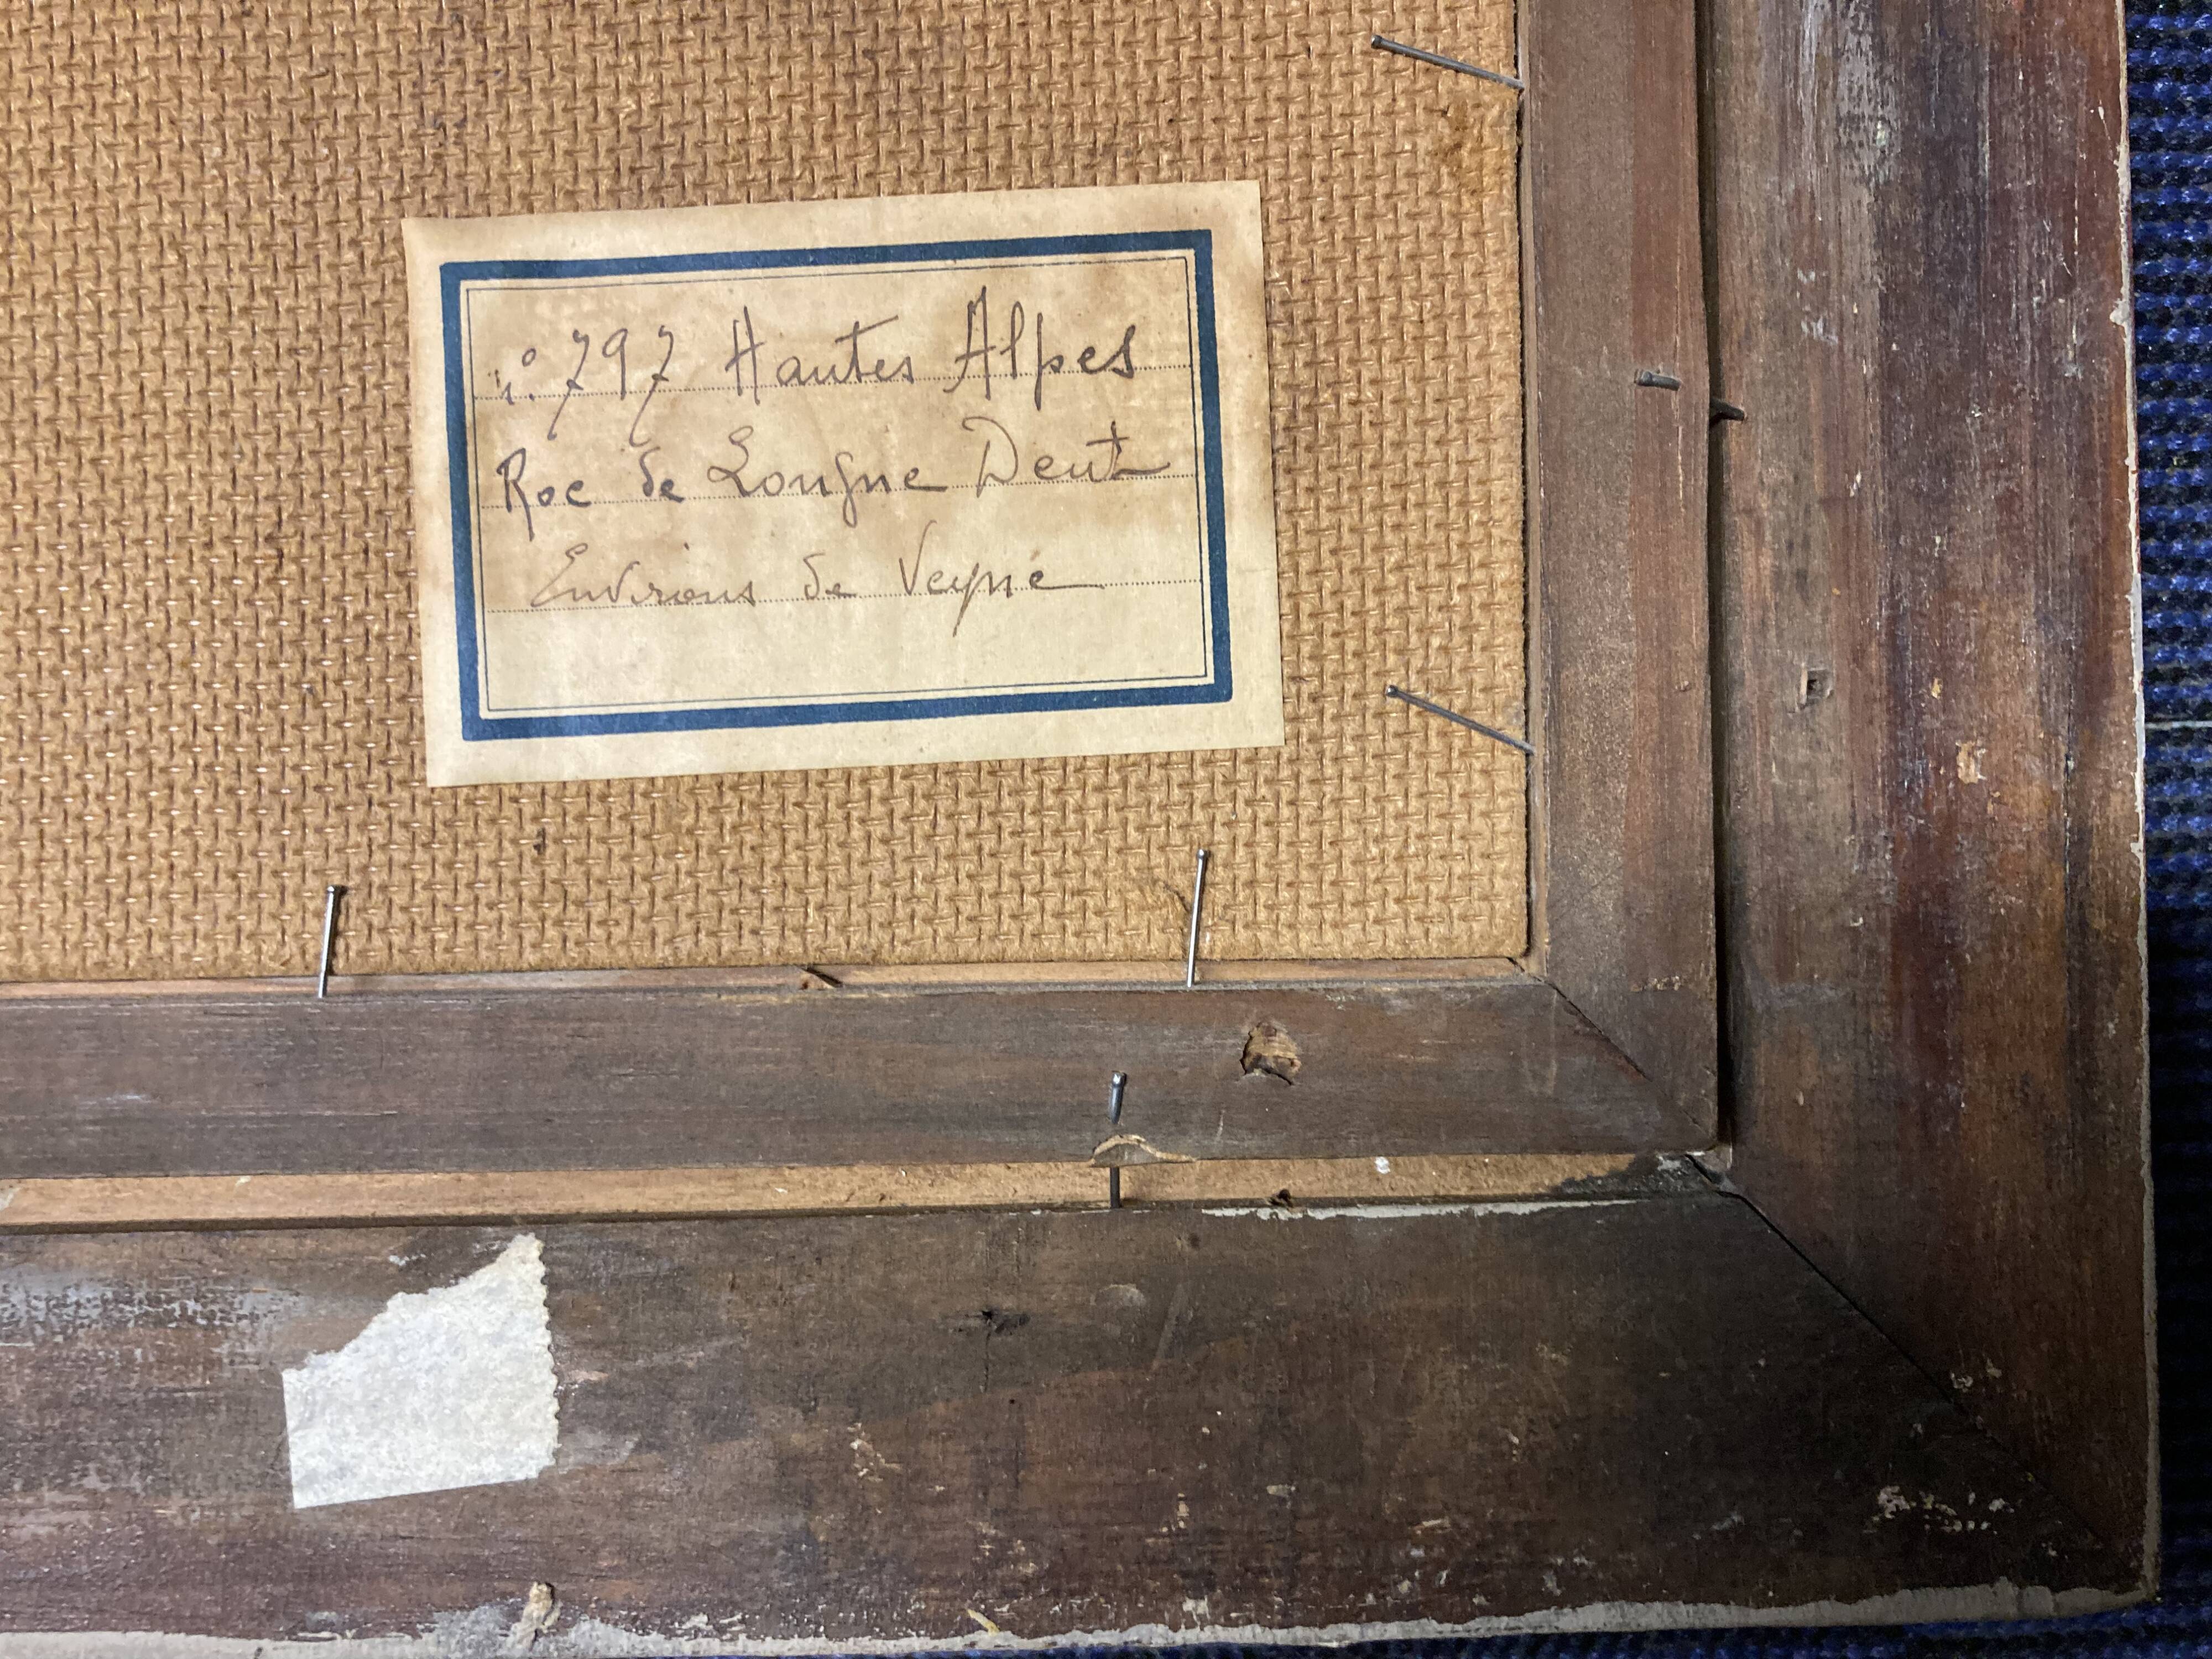 n°. 797 Hautes Alpes
Roc de Longue Dent
Environs de Veyne